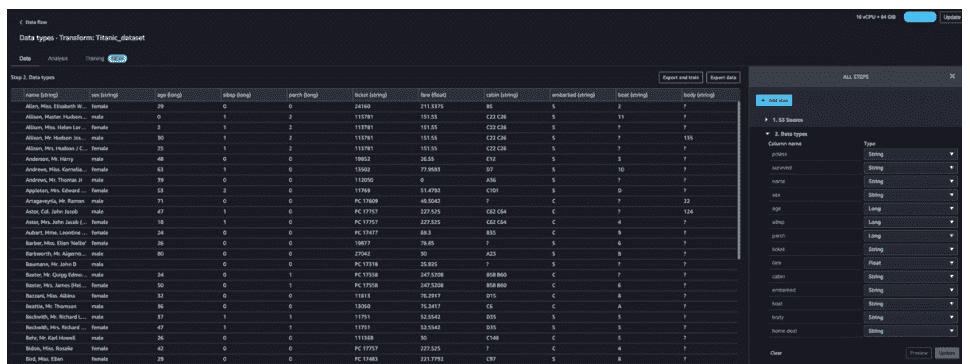 < Data flow
16 vCPU + 64 GiB
Update
Data types · Transform: Titanic_dataset
Data Analysis Training
Step 2. Data types
Export and train Export data
name (string) sex (string) age (long) sibsp (long) parch (long) ticket (string) fare (float) cabin (string) embarked (string) boat (string) body (string)
Allen, Miss. Elisabeth W... female 29 0 0 24160 211.3375 B5 S 2 ?
Allison, Master. Hudson... male 0 1 2 113781 151.55 C22 C26 S 11 ?
Allison, Miss. Helen Lor... female 2 1 2 113781 151.55 C22 C26 S ? ?
Allison, Mr. Hudson Jos... male 30 1 2 113781 151.55 C22 C26 S ? 135
Allison, Mrs. Hudson J C... female 25 1 2 113781 151.55 C22 C26 S ? ?
Anderson, Mr. Harry male 48 0 0 19952 26.55 E12 S 3 ?
Andrews, Miss. Kornelia... female 63 1 0 13502 77.9583 D7 S 10 ?
Andrews, Mr. Thomas Jr male 39 0 0 112050 0 A36 S ? ?
Appleton, Mrs. Edward ... female 53 2 0 11769 51.4792 C101 S D ?
Artagaveytia, Mr. Ramon male 71 0 0 PC 17609 49.5042 ? C ? 22
Astor, Col. John Jacob male 47 1 0 PC 17757 227.525 C62 C64 C ? 124
Astor, Mrs. John Jacob (... female 18 1 0 PC 17757 227.525 C62 C64 C 4 ?
Aubart, Mme. Leontine ... female 24 0 0 PC 17477 69.3 B35 C 9 ?
Barber, Miss. Ellen 'Nellie' female 26 0 0 19877 78.85 ? S 6 ?
Barkworth, Mr. Algerno... male 80 0 0 27042 30 A23 S B ?
Baumann, Mr. John D male 0 0 PC 17318 25.925 ? S ? ?
Baxter, Mr. Quigg Edmo... male 24 0 1 PC 17558 247.5208 B58 B60 C ? ?
Baxter, Mrs. James (Hel... female 50 0 1 PC 17558 247.5208 B58 B60 C 6 ?
Bazzani, Miss. Albina female 32 0 0 11813 76.2917 D15 C 8 ?
Beattie, Mr. Thomson male 36 0 0 13050 75.2417 C6 C A ?
Beckwith, Mr. Richard L... male 37 1 1 11751 52.5542 D35 S 5 ?
Beckwith, Mrs. Richard ... female 47 1 1 11751 52.5542 D35 S 5 ?
Behr, Mr. Karl Howell male 26 0 0 111369 30 C148 C 5 ?
Bidois, Miss. Rosalie female 42 0 0 PC 17757 227.525 ? C 4 ?
Bird, Miss. Ellen female 29 0 0 PC 17483 221.7792 C97 S 8 ?
ALL STEPS
+ Add step
1. S3 Source
2. Data types
Column name Type
pclass String
survived String
name String
sex String
age Long
sibsp Long
parch Long
ticket String
fare Float
cabin String
embarked String
boat String
body String
home.dest String
Clear Preview Update